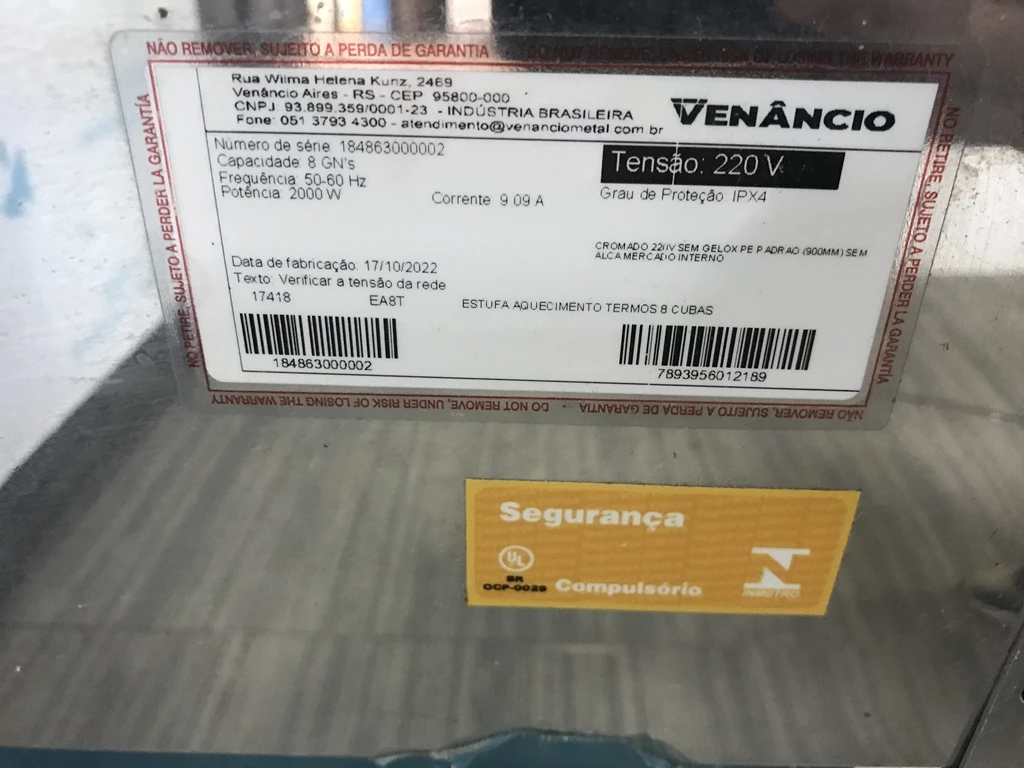 NÃO REMOVER, SUJEITO A PERDA DE GARANTIA
DO NOT REMOVE, UNDER RISK OF LOSING THE WARRANTY
Rua Wilma Helena Kunz, 2469
Venâncio Aires - RS - CEP 95800-000
CNPJ 93.899.359/0001-23 - INDÚSTRIA BRASILEIRA
Fone: 051 3793 4300 - atendimento@venanciometal.com.br
VENÂNCIO
Número de série: 184863000002
Capacidade: 8 GN's
Frequência: 50-60 Hz
Potência: 2000 W
Corrente: 9.09 A
Tensão: 220 V
Grau de Proteção: IPX4
CROMADO 220V SEM GELOX PE PADRAO (900MM) SEM
ALCA MERCADO INTERNO
Data de fabricação: 17/10/2022
Texto: Verificar a tensão da rede
17418 EA8T
ESTUFA AQUECIMENTO TERMOS 8 CUBAS
184863000002
7893956012189
NO RETIRE, SUJETO A PERDER LA GARANTÍA
NO RETIRE, SUJETO A PERDER LA GARANTÍA
DO NOT REMOVE, UNDER RISK OF LOSING THE WARRANTY
NÃO REMOVER, SUJEITO A PERDA DE GARANTIA
Segurança
UL
BR
OCP-0029
Compulsório
INMETRO